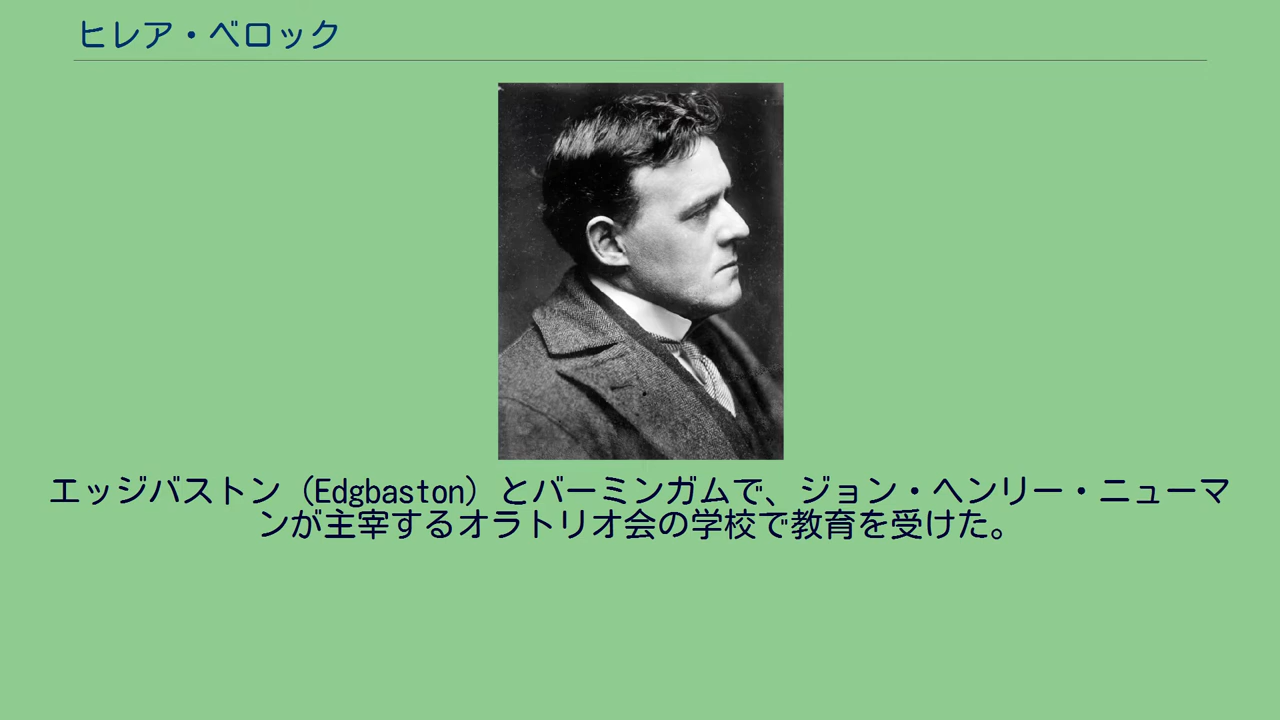 ヒレア・ベロック
エッジバストン（Edgbaston）とバーミンガムで、ジョン・ヘンリー・ニューマ
ンが主宰するオラトリオ会の学校で教育を受けた。